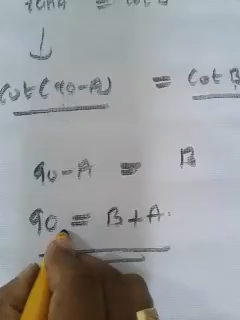 tanA = cot B
↓
cot(90-A) = cot B
90-A = B
90 = B+A.